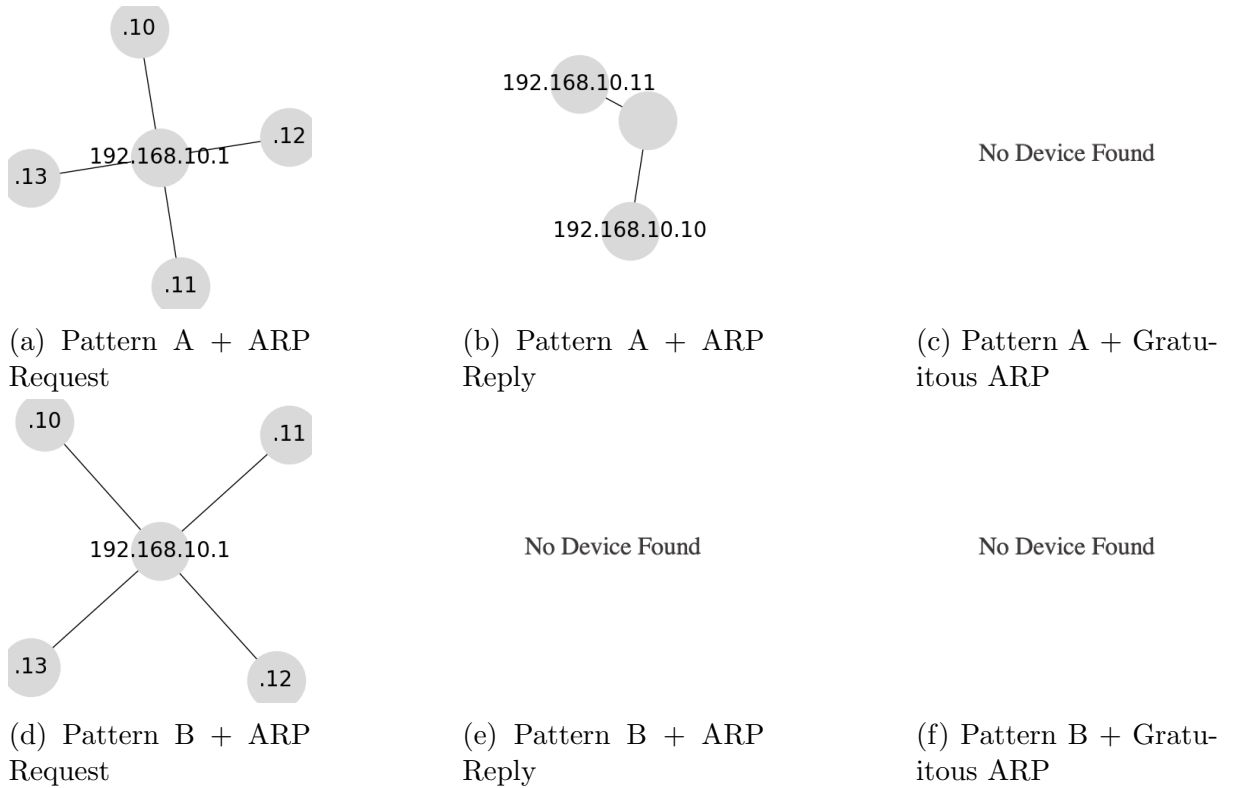 .10
.12
192.168.10.1
.13
.11
192.168.10.11
192.168.10.10
No Device Found
(a) Pattern A + ARP
Request
(b) Pattern A + ARP
Reply
(c) Pattern A + Gratu-
itous ARP
.10
.11
192.168.10.1
.13
.12
No Device Found
No Device Found
(d) Pattern B + ARP
Request
(e) Pattern B + ARP
Reply
(f) Pattern B + Gratu-
itous ARP